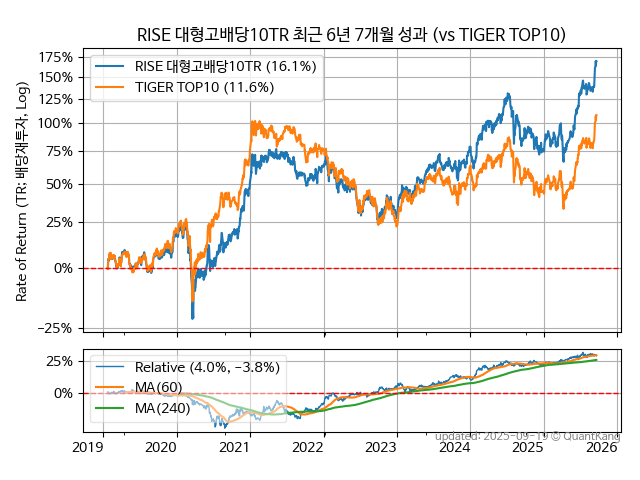 RISE 대형고배당10TR 최근 6년 7개월 성과 (vs TIGER TOP10)
175%
150%
125%
100%
75%
50%
25%
0%
−25%
Rate of Return (TR: 배당재투자, Log)
RISE 대형고배당10TR (16.1%)
TIGER TOP10 (11.6%)
25%
0%
Relative (4.0%, −3.8%)
MA(60)
MA(240)
2019 2020 2021 2022 2023 2024 2025 2026
updated: 2025-09-19 © QuantKang